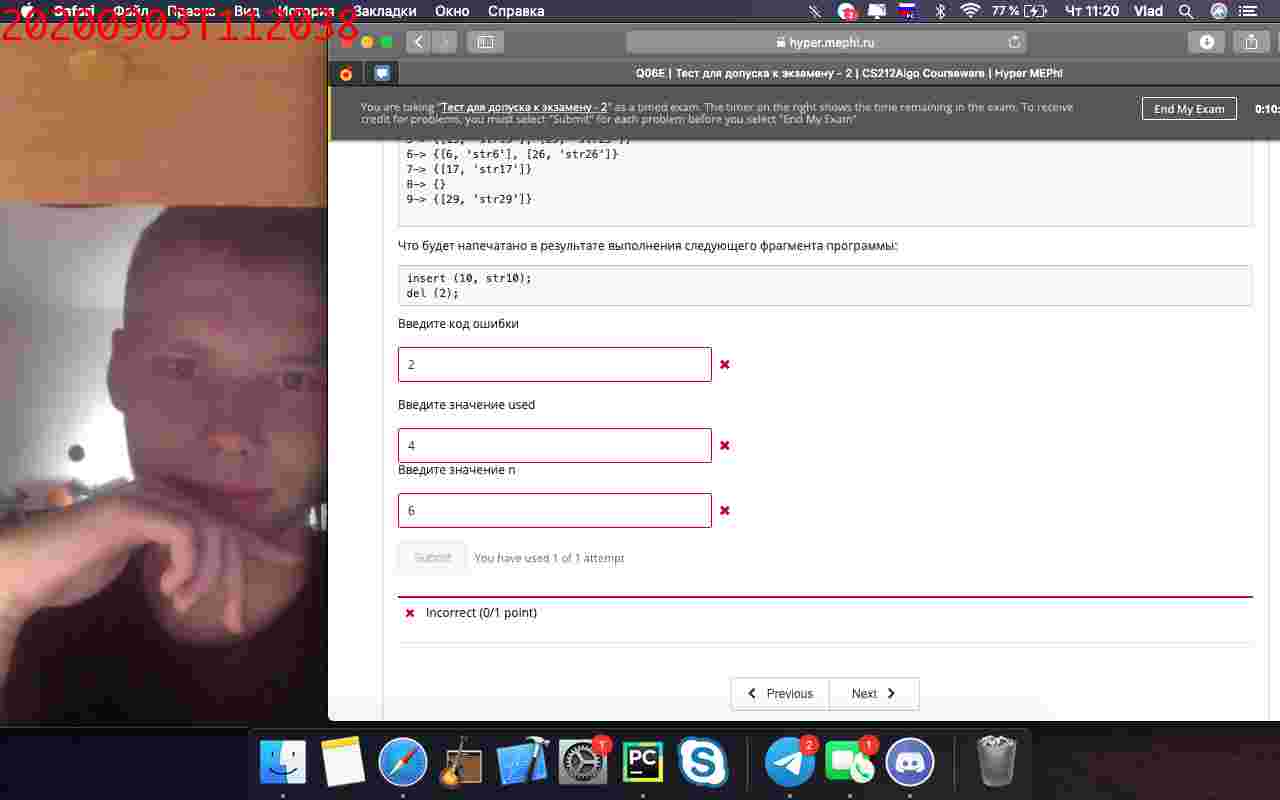 Safari Файл Правка Вид История Закладки Окно Справка 77 % Чт 11:20 Vlad
20200903T112038
hyper.mephi.ru
Q06E | Тест для допуска к экзамену - 2 | CS212Algo Courseware | Hyper MEPhI
You are taking "Тест для допуска к экзамену - 2" as a timed exam. The timer on the right shows the time remaining in the exam. To receive
credit for problems, you must select "Submit" for each problem before you select "End My Exam"
End My Exam
0:10:
6-> {[6, 'str6'], [26, 'str26']}
7-> {[17, 'str17']}
8-> {}
9-> {[29, 'str29']}
Что будет напечатано в результате выполнения следующего фрагмента программы:
insert (10, str10);
del (2);
Введите код ошибки
2
Введите значение used
4
Введите значение n
6
Submit
You have used 1 of 1 attempt
Incorrect (0/1 point)
Previous
Next
PC
2
1